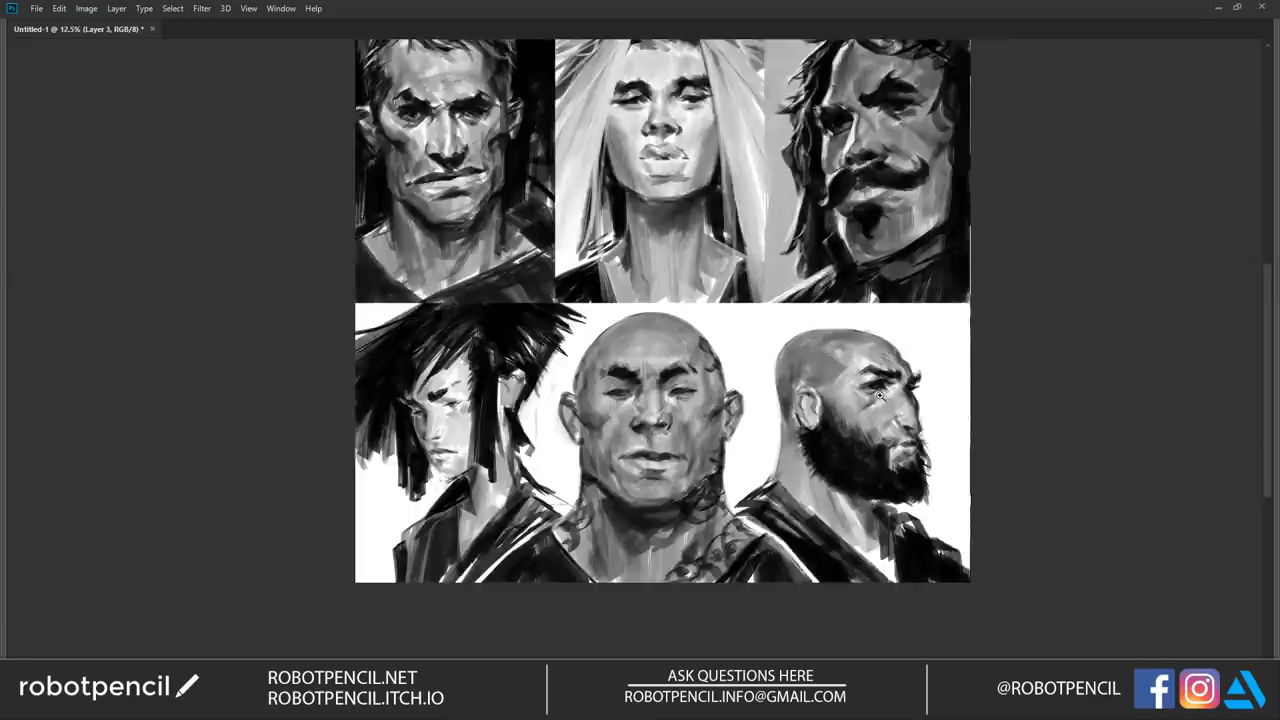 Ps File Edit Image Layer Type Select Filter 3D View Window Help
Untitled-1 @ 12.5% (Layer 3, RGB/8) *
robotpencil
ROBOTPENCIL.NET
ROBOTPENCIL.ITCH.IO
ASK QUESTIONS HERE
ROBOTPENCIL.INFO@GMAIL.COM
@ROBOTPENCIL